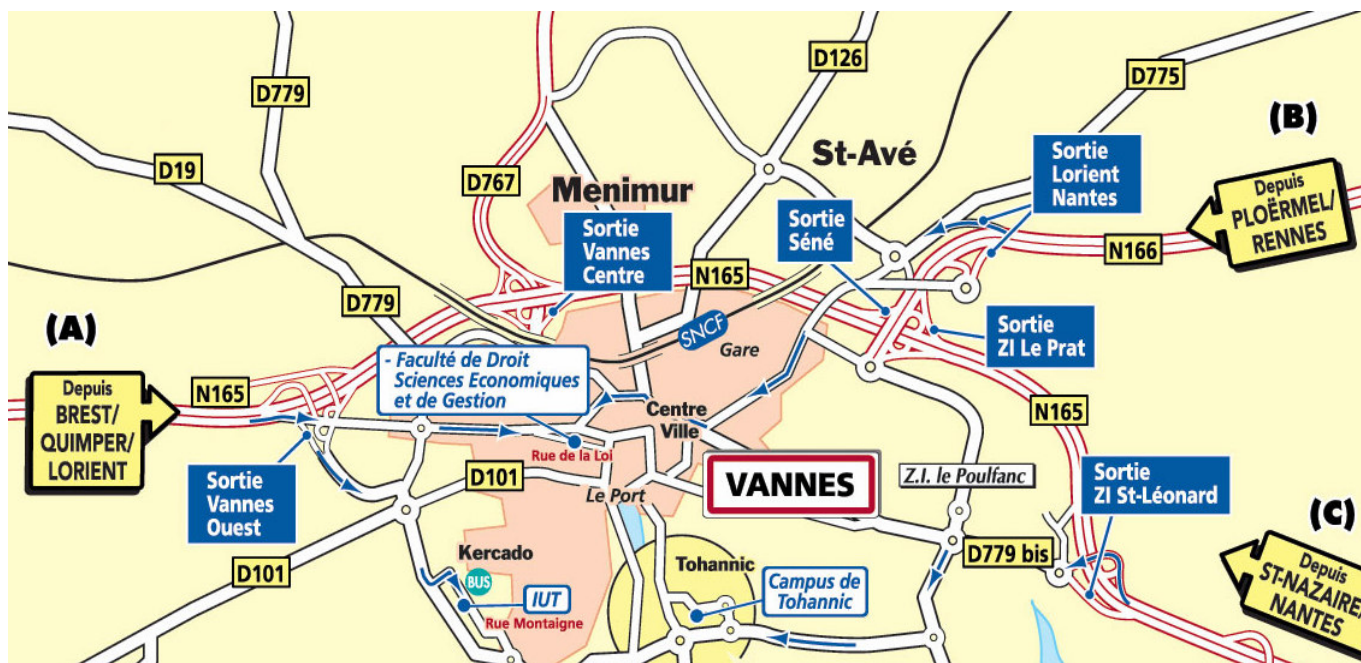 D126
D779
D775
(B)
St-Avé
Sortie
Lorient
Nantes
D19
D767
Menimur
Depuis
PLOËRMEL/
RENNES
Sortie
Vannes
Centre
Sortie
Séné
N166
N165
D779
(A)
SNCF
Gare
Sortie
ZI Le Prat
- Faculté de Droit
Sciences Economiques
et de Gestion
Depuis
BREST/
QUIMPER/
LORIENT
N165
Centre
Ville
N165
Rue de la Loi
Sortie
Vannes
Ouest
D101
Le Port
VANNES
Z.I. le Poulfanc
Sortie
ZI St-Léonard
(C)
Kercado
BUS
D101
IUT
Rue Montaigne
Tohannic
Campus de
Tohannic
D779 bis
Depuis
ST-NAZAIRE/
NANTES